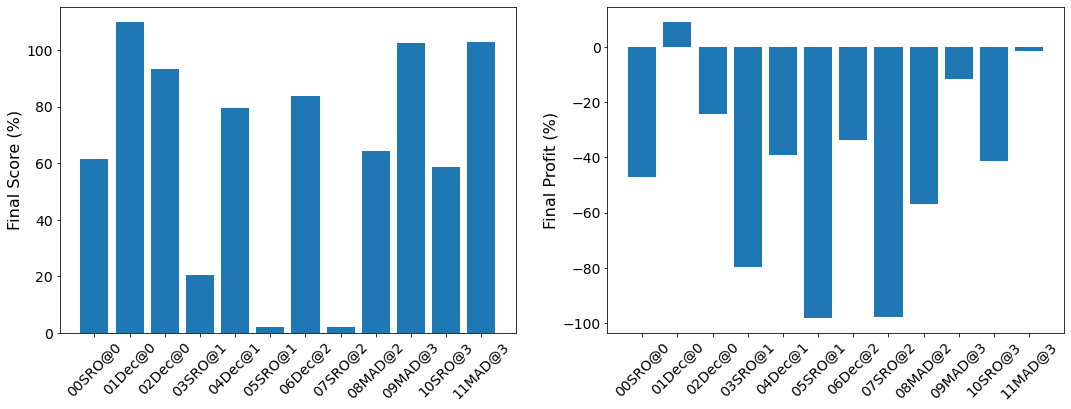 Final Score (%)
100
80
60
40
20
0
00SRO@0
01Dec@0
02Dec@0
03SRO@1
04Dec@1
05SRO@1
06Dec@2
07SRO@2
08MAD@2
09MAD@3
10SRO@3
11MAD@3
Final Profit (%)
0
−20
−40
−60
−80
−100
00SRO@0
01Dec@0
02Dec@0
03SRO@1
04Dec@1
05SRO@1
06Dec@2
07SRO@2
08MAD@2
09MAD@3
10SRO@3
11MAD@3